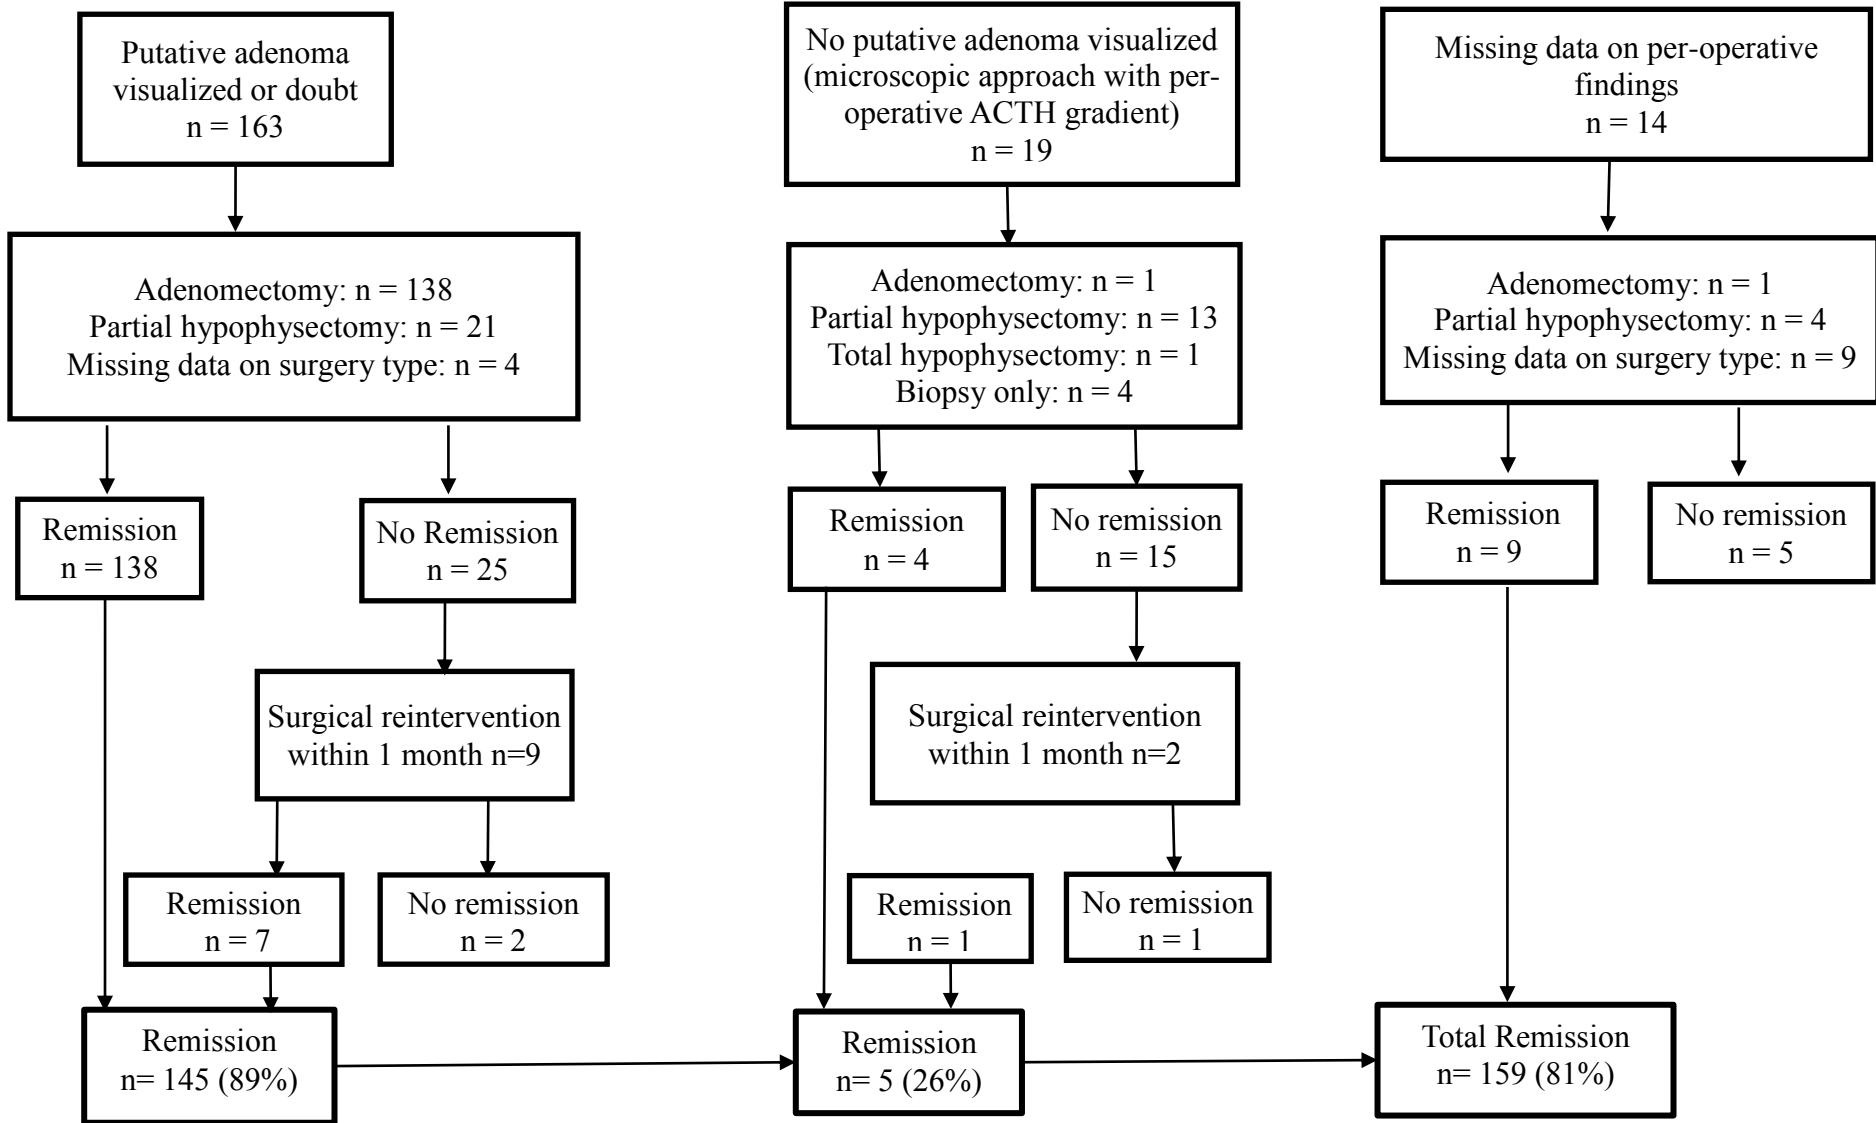 Putative adenoma
visualized or doubt
n = 163
No putative adenoma visualized
(microscopic approach with per-
operative ACTH gradient)
n = 19
Missing data on per-operative
findings
n = 14
Adenomectomy: n = 138
Partial hypophysectomy: n = 21
Missing data on surgery type: n = 4
Adenomectomy: n = 1
Partial hypophysectomy: n = 13
Total hypophysectomy: n = 1
Biopsy only: n = 4
Adenomectomy: n = 1
Partial hypophysectomy: n = 4
Missing data on surgery type: n = 9
Remission
n = 138
No Remission
n = 25
Remission
n = 4
No remission
n = 15
Remission
n = 9
No remission
n = 5
Surgical reintervention
within 1 month n=9
Surgical reintervention
within 1 month n=2
Remission
n = 7
No remission
n = 2
Remission
n = 1
No remission
n = 1
Remission
n= 145 (89%)
Remission
n= 5 (26%)
Total Remission
n= 159 (81%)